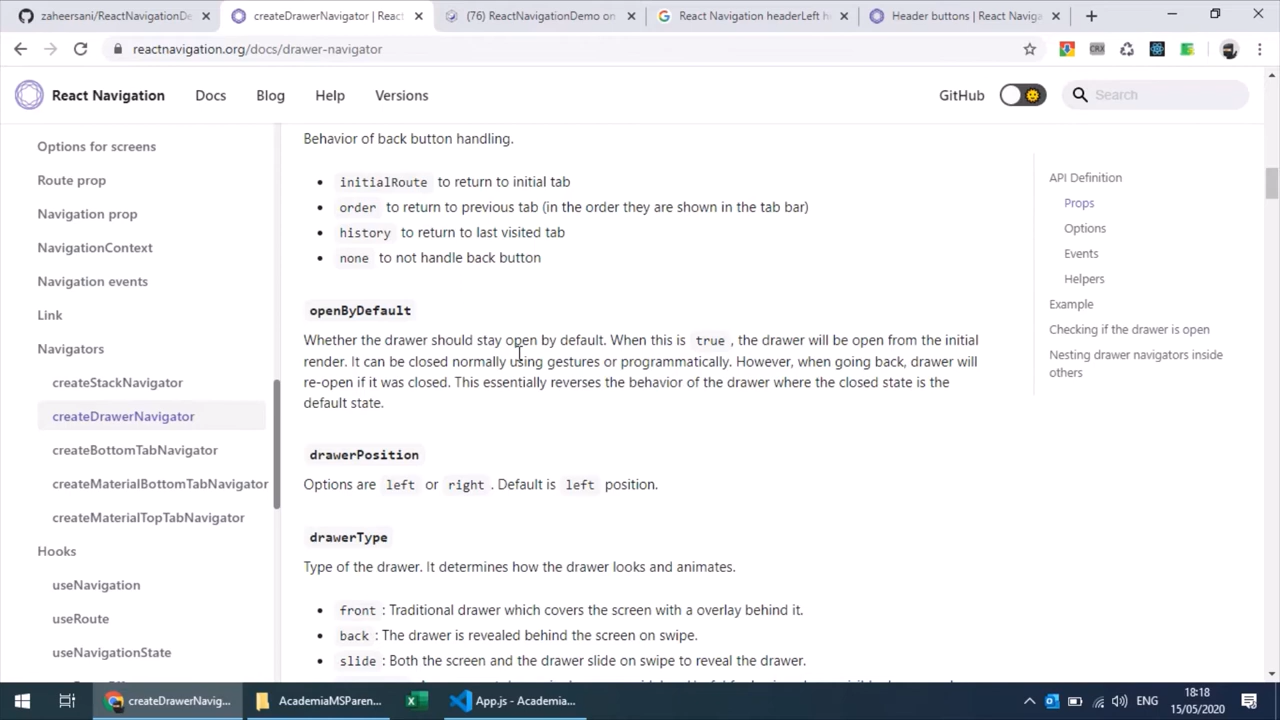 zaheersani/ReactNavigationDe
createDrawerNavigator | React
(76) ReactNavigationDemo on
React Navigation headerLeft h
Header buttons | React Naviga
reactnavigation.org/docs/drawer-navigator
CRX
React Navigation
Docs
Blog
Help
Versions
GitHub
Search
Options for screens
Route prop
Navigation prop
NavigationContext
Navigation events
Link
Navigators
createStackNavigator
createDrawerNavigator
createBottomTabNavigator
createMaterialBottomTabNavigator
createMaterialTopTabNavigator
Hooks
useNavigation
useRoute
useNavigationState
Behavior of back button handling.
initialRoute to return to initial tab
order to return to previous tab (in the order they are shown in the tab bar)
history to return to last visited tab
none to not handle back button
openByDefault
Whether the drawer should stay open by default. When this is true , the drawer will be open from the initial
render. It can be closed normally using gestures or programmatically. However, when going back, drawer will
re-open if it was closed. This essentially reverses the behavior of the drawer where the closed state is the
default state.
drawerPosition
Options are left or right . Default is left position.
drawerType
Type of the drawer. It determines how the drawer looks and animates.
front : Traditional drawer which covers the screen with a overlay behind it.
back : The drawer is revealed behind the screen on swipe.
slide : Both the screen and the drawer slide on swipe to reveal the drawer.
API Definition
Props
Options
Events
Helpers
Example
Checking if the drawer is open
Nesting drawer navigators inside
others
createDrawerNavig...
AcademiaMSParen...
App.js - Academia...
ENG
18:18
15/05/2020